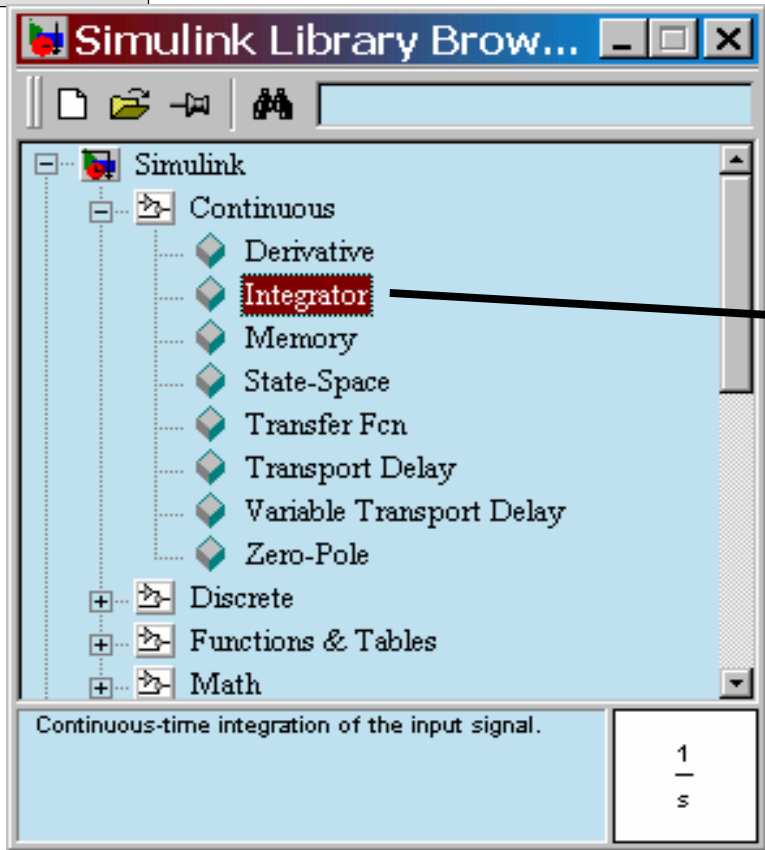 Simulink Library Brow...
Simulink
Continuous
Derivative
Integrator
Memory
State-Space
Transfer Fcn
Transport Delay
Variable Transport Delay
Zero-Pole
Discrete
Functions & Tables
Math
Continuous-time integration of the input signal.
1
s